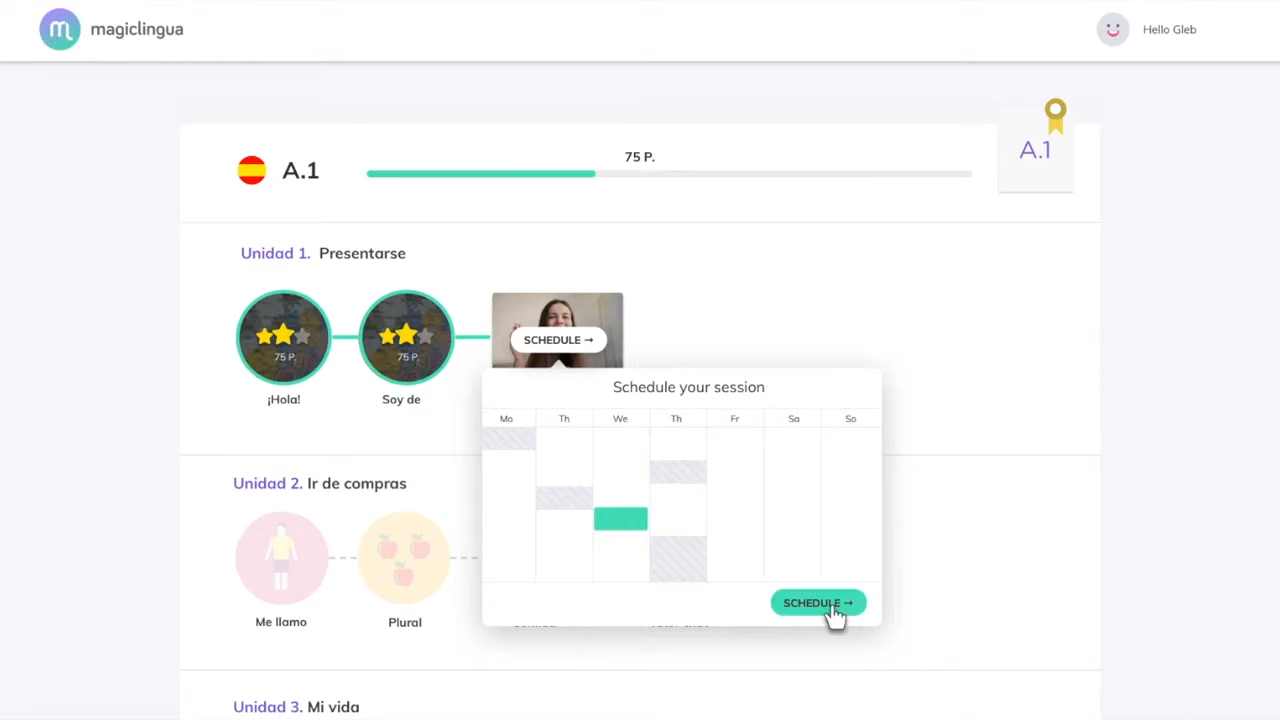 magiclingua
Hello Gleb
A.1
75 P.
A.1
Unidad 1. Presentarse
75 P.
75 P.
SCHEDULE →
¡Hola!
Soy de
Schedule your session
Mo Th We Th Fr Sa So
SCHEDULE →
Unidad 2. Ir de compras
Me llamo
Plural
Unidad 3. Mi vida